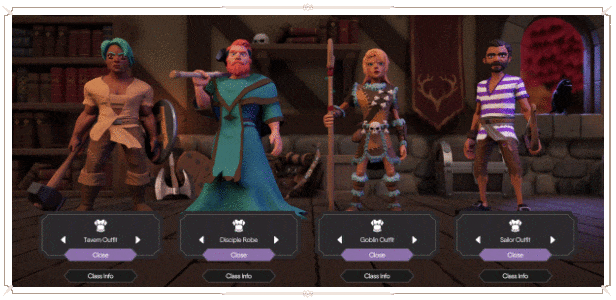 Tavern Outfit
Disciple Robe
Goblin Outfit
Sailor Outfit
Close
Close
Close
Close
Class Info
Class Info
Class Info
Class Info